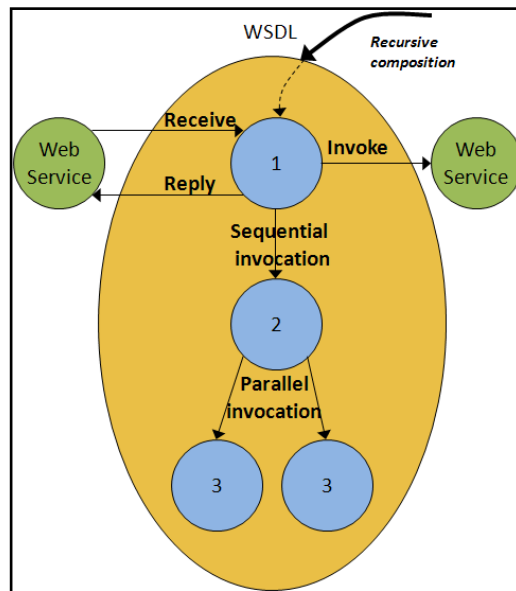 WSDL
Recursive
composition
Receive
Web
Service
1
Invoke
Web
Service
Reply
Sequential
invocation
2
Parallel
invocation
3
3